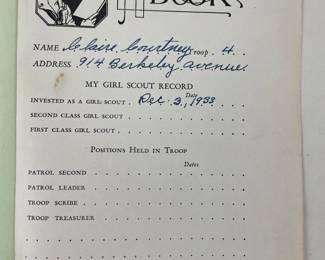 BOOK
NAME Claire Courtney TROOP 4
ADDRESS 914 Berkeley avenue
MY GIRL SCOUT RECORD
Date
INVESTED AS A GIRL SCOUT Dec. 2, 1933
SECOND CLASS GIRL SCOUT
FIRST CLASS GIRL SCOUT
POSITIONS HELD IN TROOP
Dates
PATROL SECOND
PATROL LEADER
TROOP SCRIBE
TROOP TREASURER